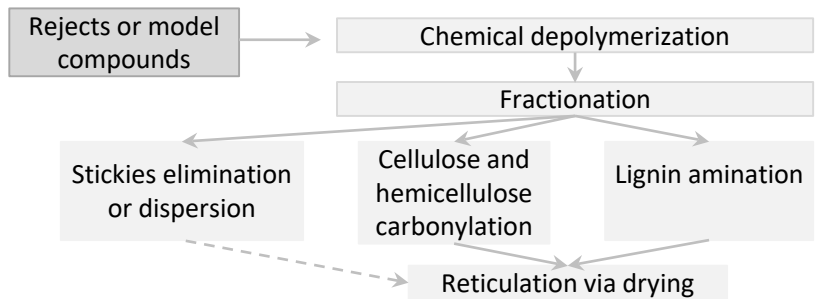 Rejects or model
compounds
Chemical depolymerization
Fractionation
Stickies elimination
or dispersion
Cellulose and
hemicellulose
carbonylation
Lignin amination
Reticulation via drying